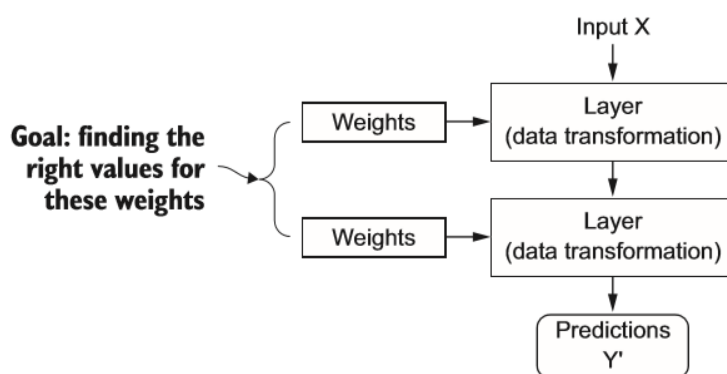 Input X
Goal: finding the
right values for
these weights
Weights
Layer
(data transformation)
Weights
Layer
(data transformation)
Predictions
Y'